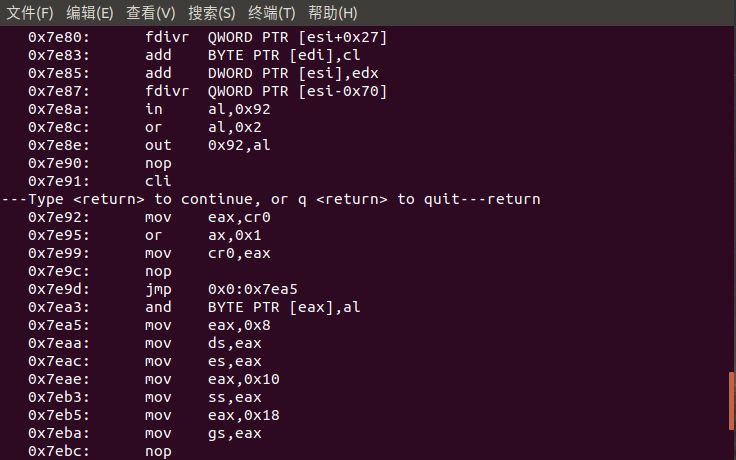 文件(F) 编辑(E) 查看(V) 搜索(S) 终端(T) 帮助(H)
0x7e80: fdivr QWORD PTR [esi+0x27]
0x7e83: add BYTE PTR [edi],cl
0x7e85: add DWORD PTR [esi],edx
0x7e87: fdivr QWORD PTR [esi-0x70]
0x7e8a: in al,0x92
0x7e8c: or al,0x2
0x7e8e: out 0x92,al
0x7e90: nop
0x7e91: cli
---Type <return> to continue, or q <return> to quit---return
0x7e92: mov eax,cr0
0x7e95: or ax,0x1
0x7e99: mov cr0,eax
0x7e9c: nop
0x7e9d: jmp 0x0:0x7ea5
0x7ea3: and BYTE PTR [eax],al
0x7ea5: mov eax,0x8
0x7eaa: mov ds,eax
0x7eac: mov es,eax
0x7eae: mov eax,0x10
0x7eb3: mov ss,eax
0x7eb5: mov eax,0x18
0x7eba: mov gs,eax
0x7ebc: nop